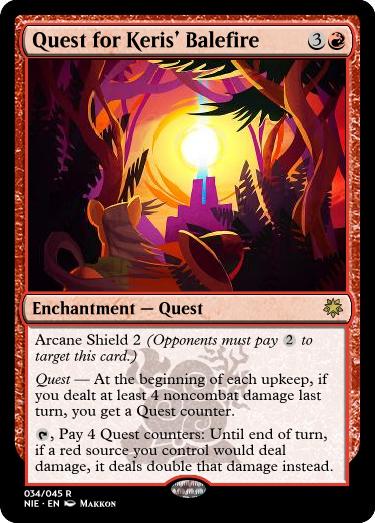 Quest for Keris' Balefire 3
Enchantment — Quest
Arcane Shield 2 (Opponents must pay 2 to
target this card.)
Quest — At the beginning of each upkeep, if
you dealt at least 4 noncombat damage last
turn, you get a Quest counter.
, Pay 4 Quest counters: Until end of turn,
if a red source you control would deal
damage, it deals double that damage instead.
034/045 R
NIE · EN Makkon